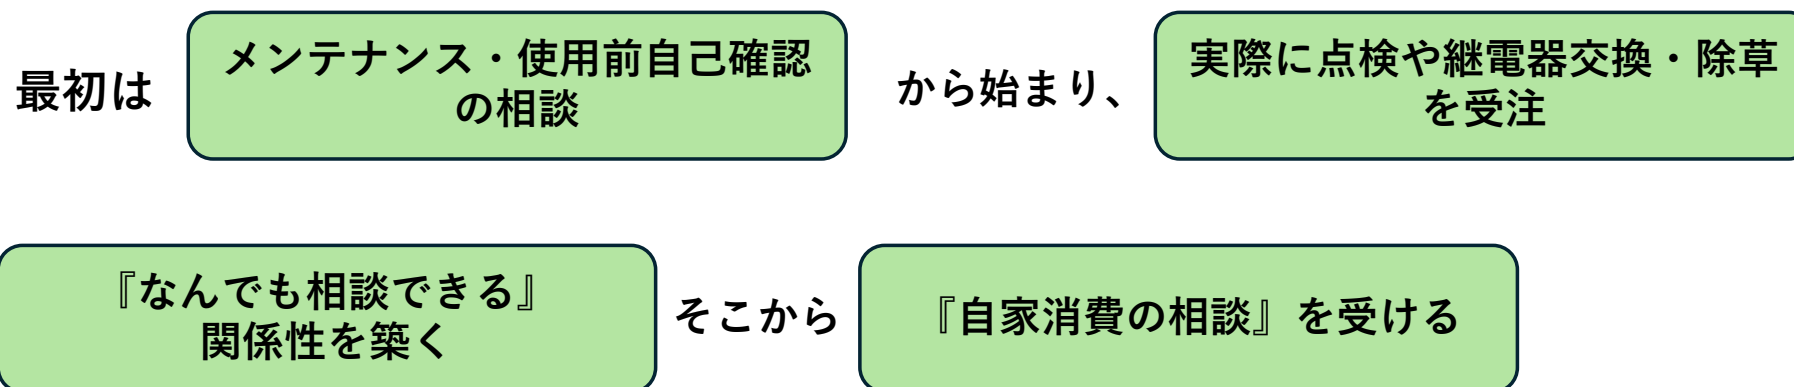 最初は
メンテナンス・使用前自己確認
の相談
から始まり、
実際に点検や継電器交換・除草
を受注
『なんでも相談できる』
関係性を築く
そこから
『自家消費の相談』を受ける